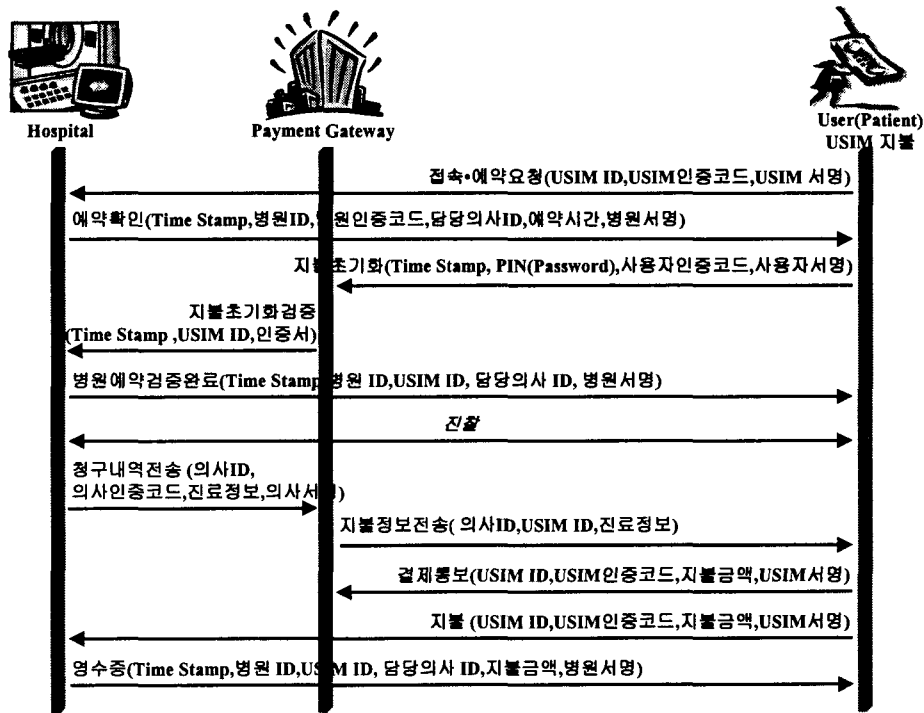 Hospital
Payment Gateway
User(Patient)
USIM 지불
접속•예약요청(USIM ID,USIM인증코드,USIM 서명)
예약확인(Time Stamp,병원ID,병원인증코드,담당의사ID,예약시간,병원서명)
지불초기화(Time Stamp, PIN(Password),사용자인증코드,사용자서명)
지불초기화검증
(Time Stamp ,USIM ID,인증서)
병원예약검증완료(Time Stamp,병원 ID,USIM ID, 담당의사 ID, 병원서명)
진찰
청구내역전송 (의사ID,
의사인증코드,진료정보,의사서명)
지불정보전송( 의사ID,USIM ID,진료정보)
결제통보(USIM ID,USIM인증코드,지불금액,USIM서명)
지불 (USIM ID,USIM인증코드,지불금액,USIM서명)
영수증(Time Stamp,병원 ID,USIM ID, 담당의사 ID,지불금액,병원서명)